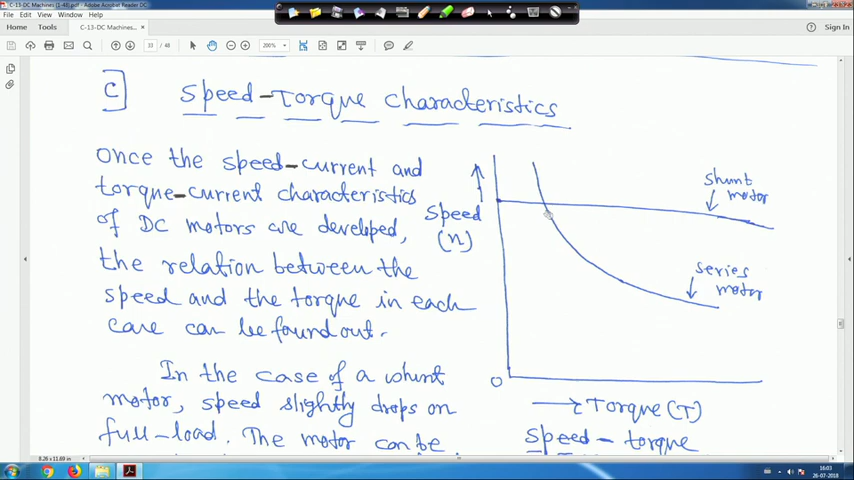 C-13-DC Machines [1-48].pdf - Adobe Acrobat Reader DC
File Edit View Window Help
Home Tools C-13-DC Machines (1-4... × Sign In
33 / 48 200%
C Speed-Torque characteristics
Once the speed-current and
torque-current characteristics
of DC motors are developed,
the relation between the
speed and the torque in each
case can be found out.
In the case of a shunt
motor, speed slightly drops on
full-load. The motor can be
Speed
(n)
shunt
motor
series
motor
0
Torque (T)
Speed - torque
8.26 x 11.69 in
16:03
26-07-2018